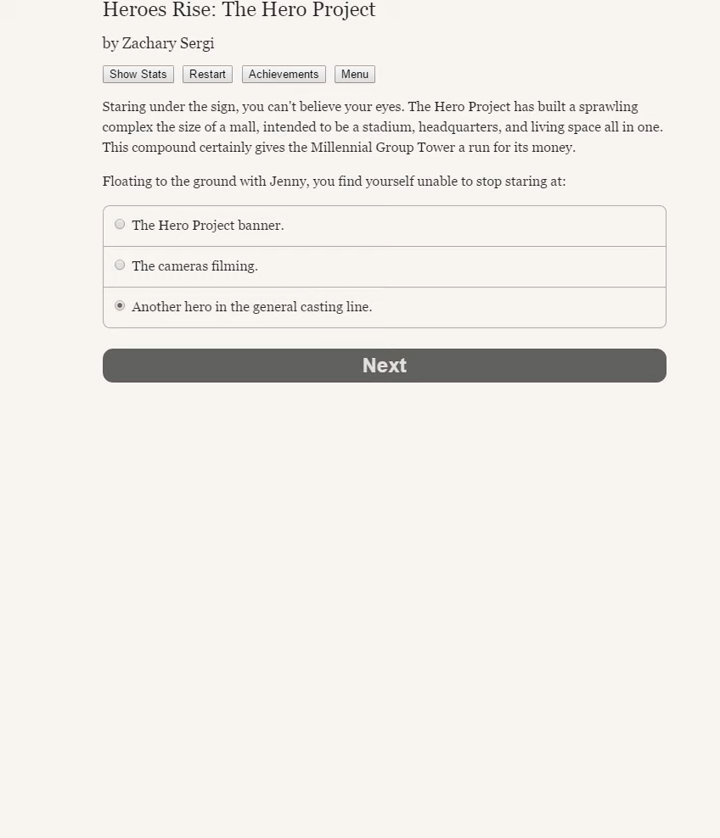 Heroes Rise: The Hero Project
by Zachary Sergi
Show Stats Restart Achievements Menu
Staring under the sign, you can't believe your eyes. The Hero Project has built a sprawling
complex the size of a mall, intended to be a stadium, headquarters, and living space all in one.
This compound certainly gives the Millennial Group Tower a run for its money.
Floating to the ground with Jenny, you find yourself unable to stop staring at:
The Hero Project banner.
The cameras filming.
Another hero in the general casting line.
Next